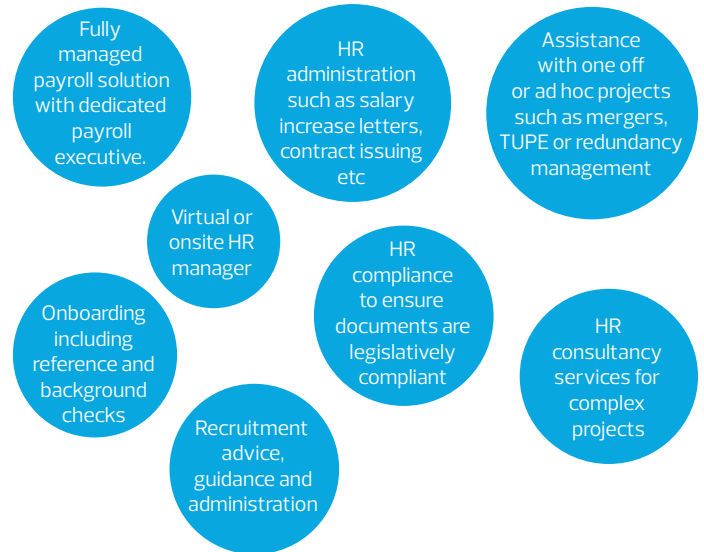 Fully
managed
payroll solution
with dedicated
payroll
executive.
HR
administration
such as salary
increase letters,
contract issuing
etc
Assistance
with one off
or ad hoc projects
such as mergers,
TUPE or redundancy
management
Virtual or
onsite HR
manager
HR
compliance
to ensure
documents are
legislatively
compliant
Onboarding
including
reference and
background
checks
HR
consultancy
services for
complex
projects
Recruitment
advice,
guidance and
administration